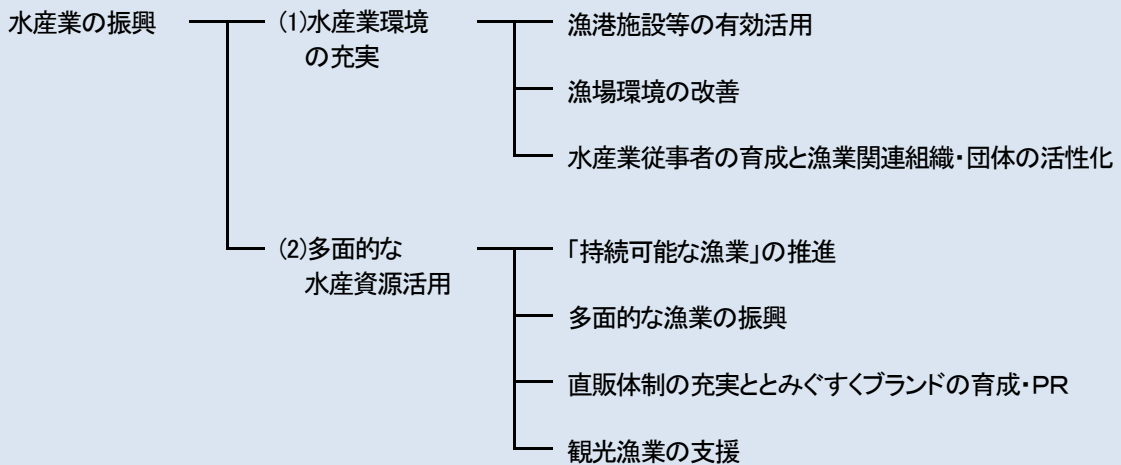 水産業の振興
(1)水産業環境
の充実
漁港施設等の有効活用
漁場環境の改善
水産業従事者の育成と漁業関連組織・団体の活性化
(2)多面的な
水産資源活用
「持続可能な漁業」の推進
多面的な漁業の振興
直販体制の充実ととみぐすくブランドの育成・PR
観光漁業の支援